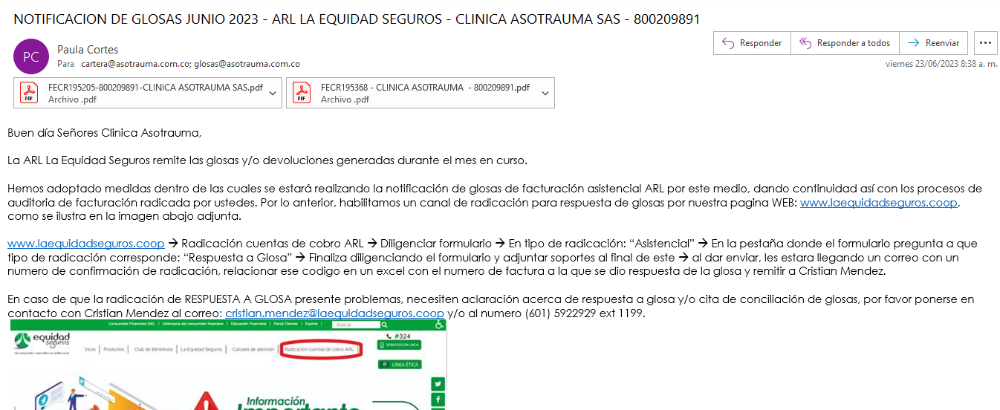 NOTIFICACION DE GLOSAS JUNIO 2023 - ARL LA EQUIDAD SEGUROS - CLINICA ASOTRAUMA SAS - 800209891
PC
Paula Cortes
Para cartera@asotrauma.com.co; glosas@asotrauma.com.co
Responder
Responder a todos
Reenviar
viernes 23/06/2023 8:38 a. m.
FECR195205-800209891-CLINICA ASOTRAUMA SAS.pdf
Archivo .pdf
FECR195368 - CLINICA ASOTRAUMA - 800209891.pdf
Archivo .pdf
Buen día Señores Clinica Asotrauma,
La ARL La Equidad Seguros remite las glosas y/o devoluciones generadas durante el mes en curso.
Hemos adoptado medidas dentro de las cuales se estará realizando la notificación de glosas de facturación asistencial ARL por este medio, dando continuidad así con los procesos de
auditoria de facturación radicada por ustedes. Por lo anterior, habilitamos un canal de radicación para respuesta de glosas por nuestra pagina WEB: www.laequidadseguros.coop,
como se ilustra en la imagen abajo adjunta.
www.laequidadseguros.coop → Radicación cuentas de cobro ARL → Diligenciar formulario → En tipo de radicación: “Asistencial” → En la pestaña donde el formulario pregunta a que
tipo de radicación corresponde: “Respuesta a Glosa” → Finaliza diligenciando el formulario y adjuntar soportes al final de este → al dar enviar, les estara llegando un correo con un
numero de confirmación de radicación, relacionar ese codigo en un excel con el numero de factura a la que se dio respuesta de la glosa y remitir a Cristian Mendez.
En caso de que la radicación de RESPUESTA A GLOSA presente problemas, necesiten aclaración acerca de respuesta a glosa y/o cita de conciliación de glosas, por favor ponerse en
contacto con Cristian Mendez al correo: cristian.mendez@laequidadseguros.coop y/o al numero (601) 5922929 ext 1199.
Consumidor Financiero SAC | Defensoría del consumidor financiero | Educación Financiera | Portal Clientes | Equinet |
Buscar
equidad
seguros
Inicio | Productos | Club de Beneficios | La Equidad Seguros | Canales de atención | Radicación cuentas de cobro ARL
#324
SERVICIOS EN LINEA
LÍNEA ÉTICA
Información
Importante